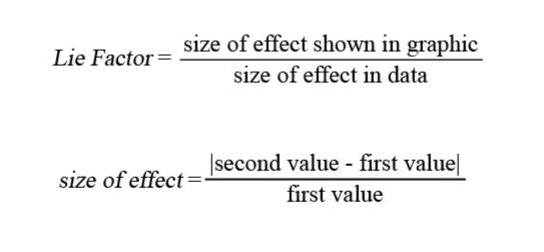 Lie Factor = size of effect shown in graphic
size of effect in data
size of effect = |second value - first value|
first value